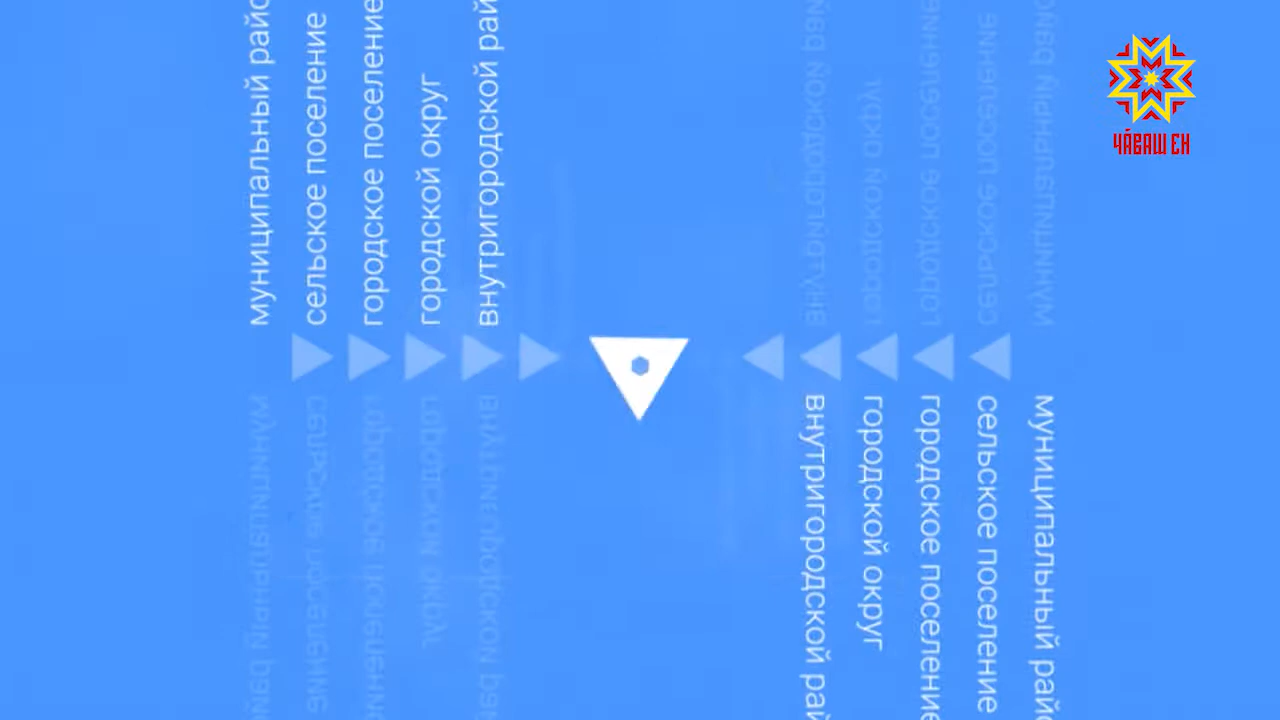 муниципальный райо
сельское поселение
городское поселение
городской округ
внутригородской рай
внутригородской рай
городской округ
городское поселение
сельское поселение
муниципальный райо
ЧĂВАШ ЕН